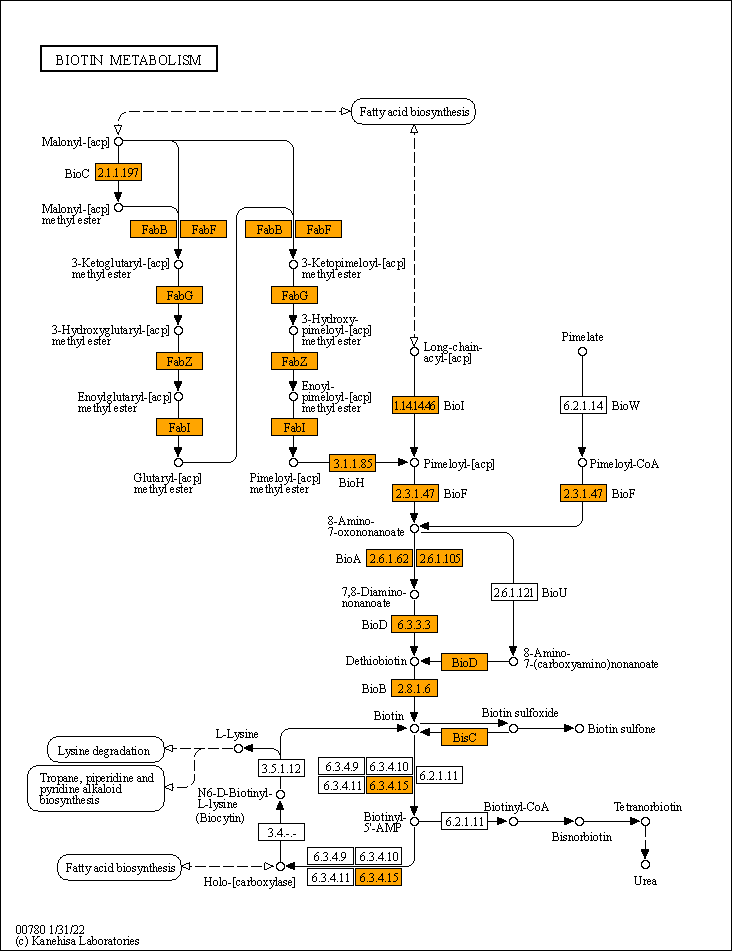 BIOTIN METABOLISM
Fatty acid biosynthesis
Malonyl-[acp]
BioC
2.1.1.197
Malonyl-[acp]
methyl ester
FabB
FabF
FabB
FabF
3-Ketoglutaryl-[acp]
methyl ester
3-Ketopimeloyl-[acp]
methyl ester
FabG
FabG
3-Hydroxyglutaryl-[acp]
methyl ester
3-Hydroxy-
pimeloyl-[acp]
methyl ester
Long-chain-
acyl-[acp]
Pimelate
FabZ
FabZ
Enoylglutaryl-[acp]
methyl ester
Enoyl-
pimeloyl-[acp]
methyl ester
1.14.14.46
BioI
6.2.1.14
BioW
FabI
FabI
Glutaryl-[acp]
methyl ester
Pimeloyl-[acp]
methyl ester
3.1.1.85
BioH
Pimeloyl-[acp]
Pimeloyl-CoA
2.3.1.47
BioF
2.3.1.47
BioF
8-Amino-
7-oxononanoate
BioA
2.6.1.62
2.6.1.105
7,8-Diamino-
nonanoate
2.6.1.121
BioU
BioD
6.3.3.3
Dethiobiotin
BioD
8-Amino-
7-(carboxyamino)nonanoate
BioB
2.8.1.6
Biotin
Biotin sulfoxide
Biotin sulfone
BisC
L-Lysine
Lysine degradation
3.5.1.12
6.3.4.9
6.3.4.10
6.3.4.11
6.3.4.15
6.2.1.11
Tropane, piperidine and
pyridine alkaloid
biosynthesis
N6-D-Biotinyl-
L-lysine
(Biocytin)
Biotinyl-
5'-AMP
6.2.1.11
Biotinyl-CoA
Bisnorbiotin
Tetranorbiotin
3.4.-.-
Fatty acid biosynthesis
Holo-[carboxylase]
6.3.4.9
6.3.4.10
6.3.4.11
6.3.4.15
Urea
00780 1/31/22
(c) Kanehisa Laboratories